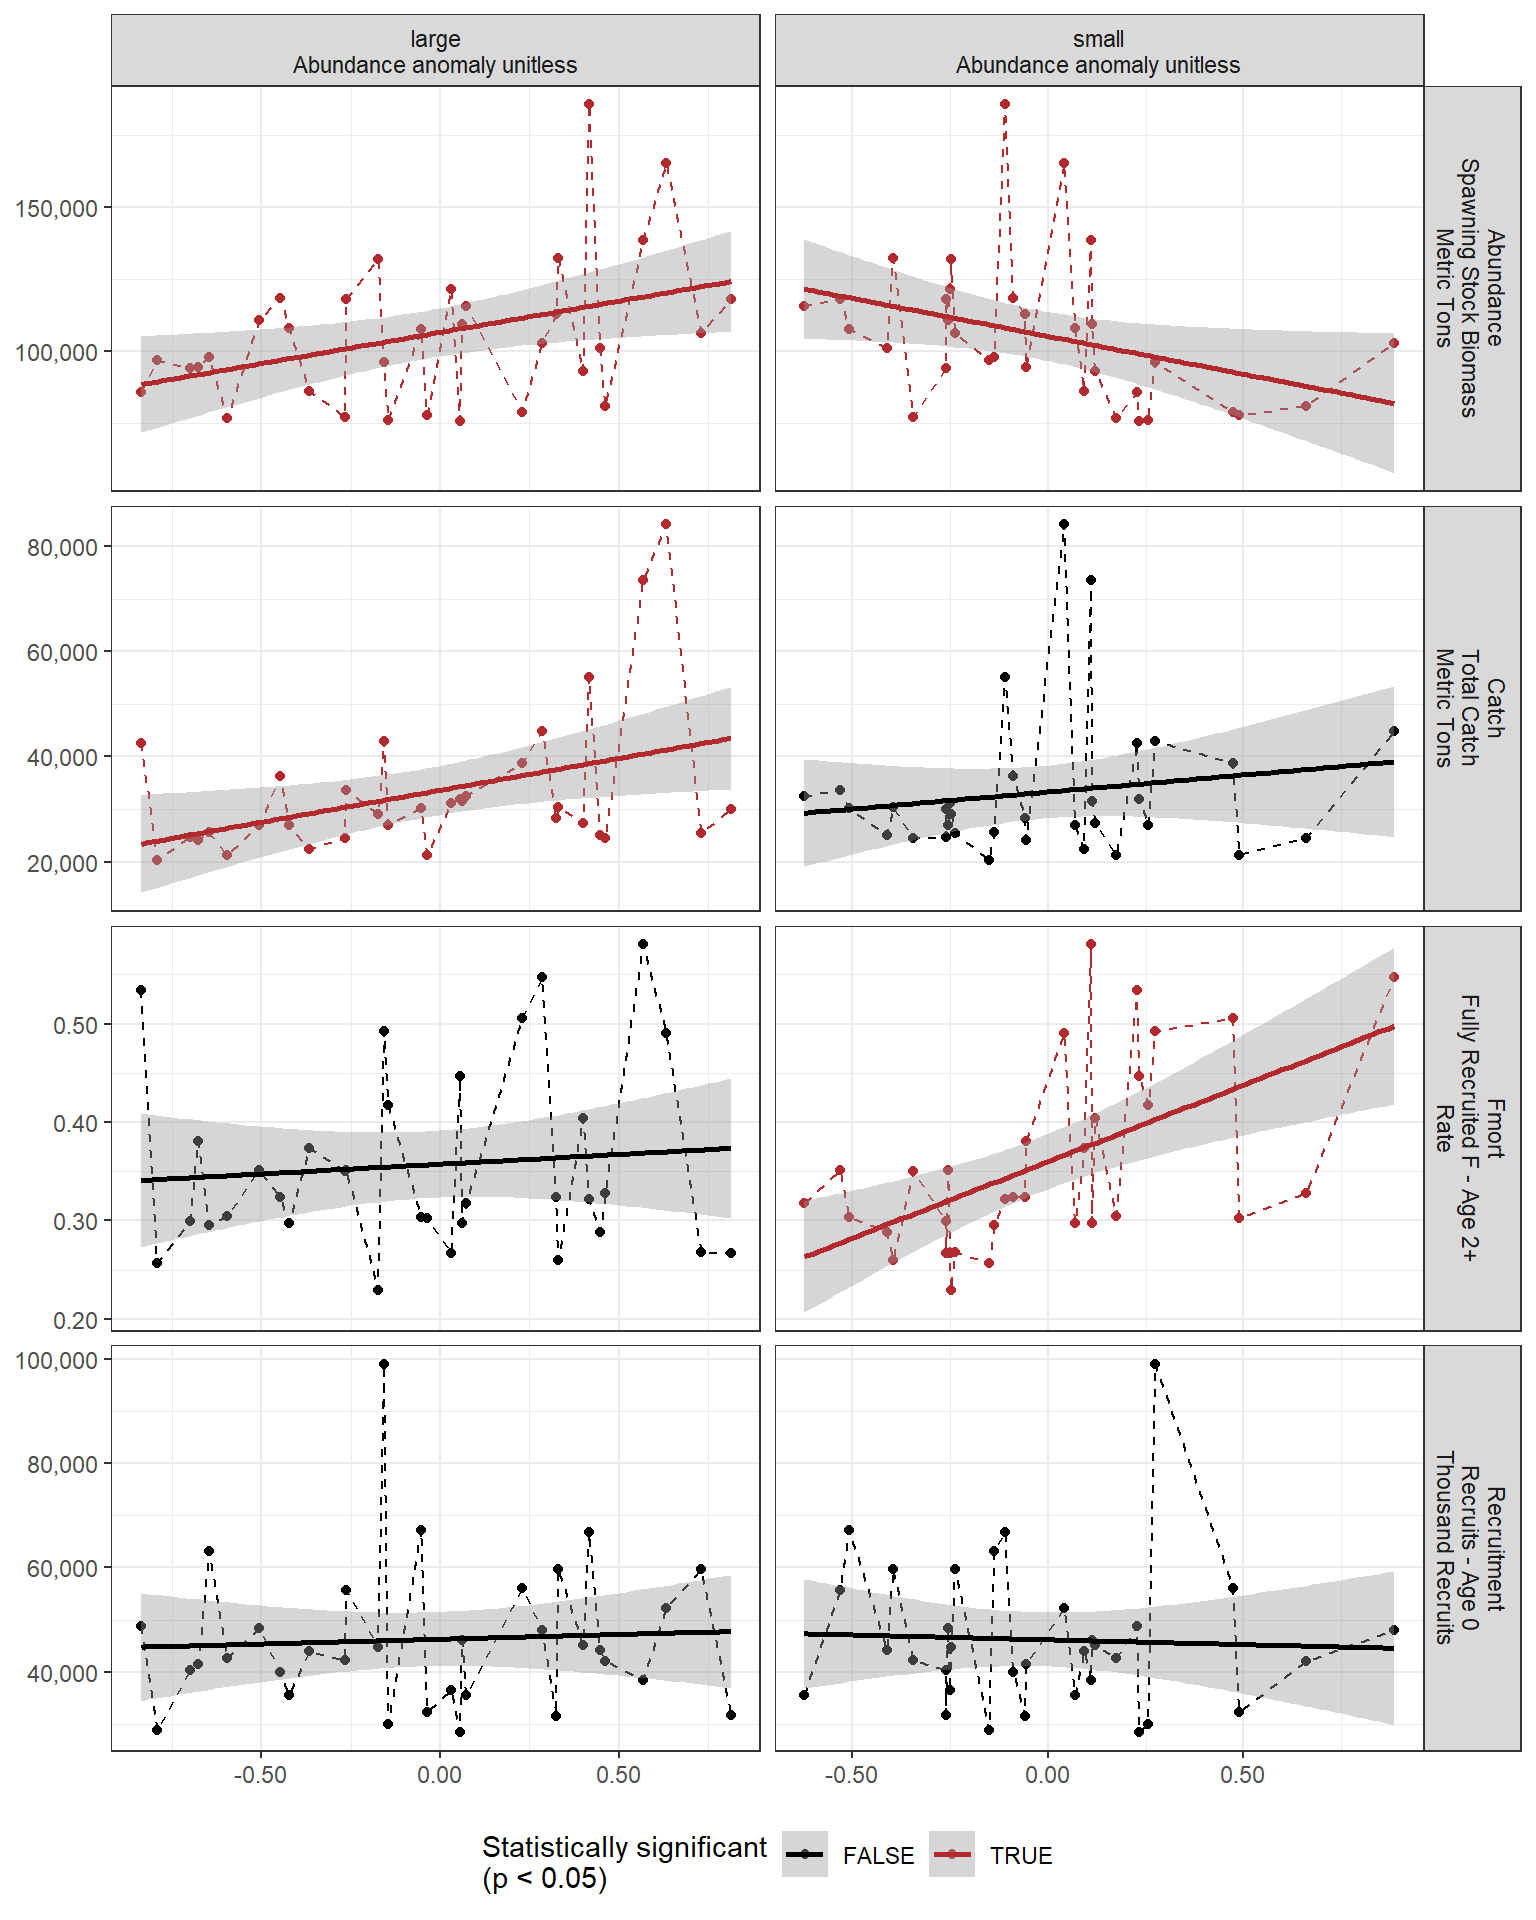 large
Abundance anomaly unitless
small
Abundance anomaly unitless
150,000
100,000
Abundance
Spawning Stock Biomass
Metric Tons
80,000
60,000
40,000
20,000
Catch
Total Catch
Metric Tons
0.50
0.40
0.30
0.20
Fmort
Fully Recruited F - Age 2+
Rate
100,000
80,000
60,000
40,000
Recruitment
Recruits - Age 0
Thousand Recruits
-0.50 0.00 0.50
-0.50 0.00 0.50
Statistically significant
(p < 0.05)
FALSE
TRUE